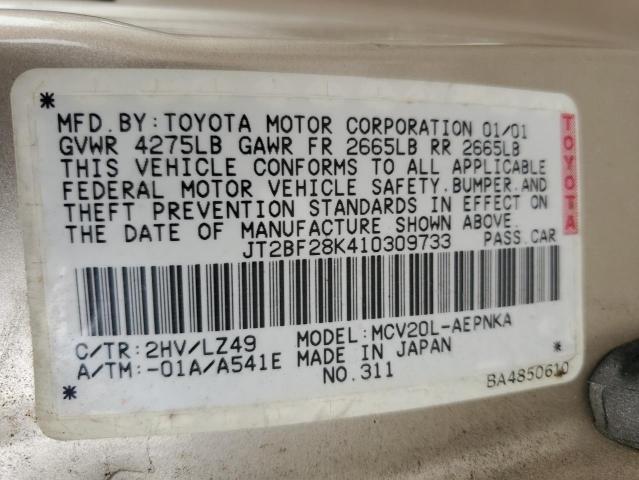 * *
MFD. BY: TOYOTA MOTOR CORPORATION 01/01
GVWR 4275LB GAWR FR 2665LB RR 2665LB
THIS VEHICLE CONFORMS TO ALL APPLICABLE
FEDERAL MOTOR VEHICLE SAFETY, BUMPER, AND
THEFT PREVENTION STANDARDS IN EFFECT ON
THE DATE OF MANUFACTURE SHOWN ABOVE.
JT2BF28K410309733 PASS. CAR
TOYOTA
C/TR: 2HV/LZ49 MODEL: MCV20L-AEPNKA
A/TM: -01A/A541E MADE IN JAPAN
NO. 311
BA4850610
*